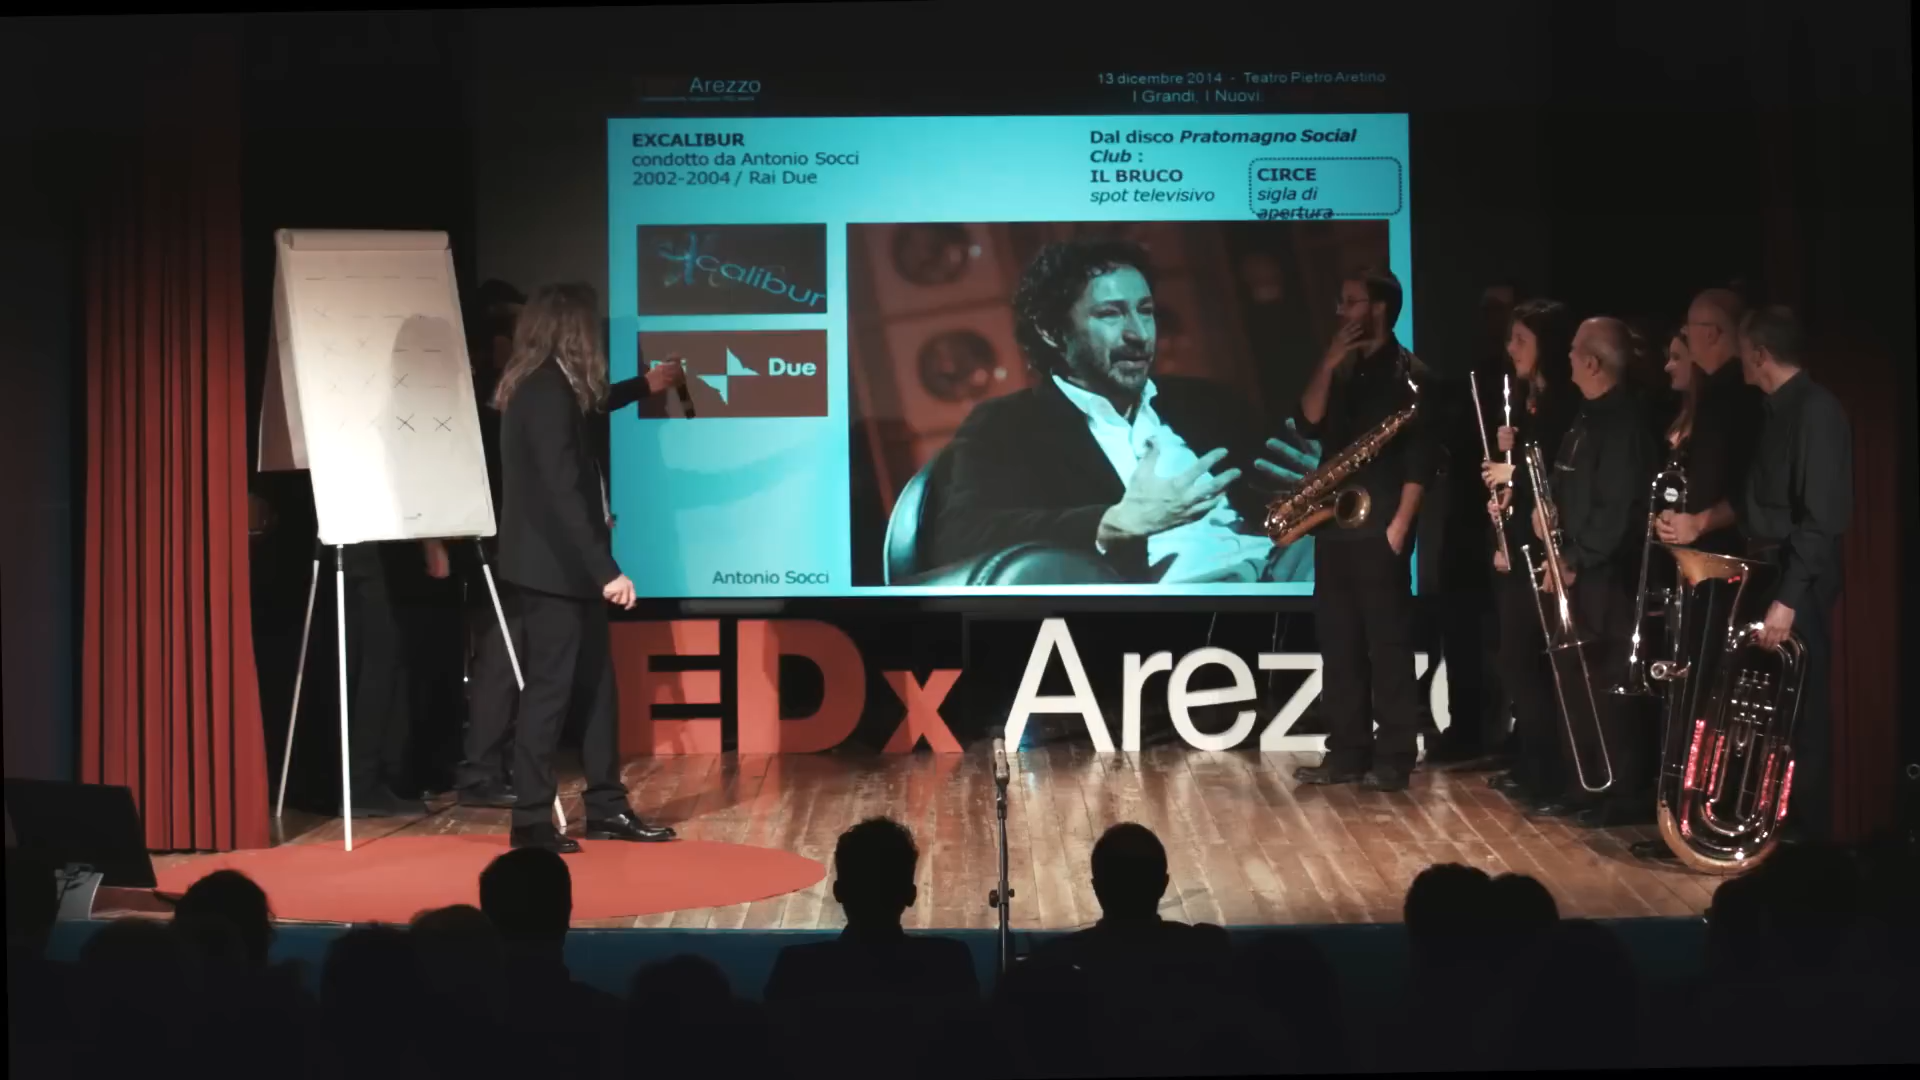 Arezzo
13 dicembre 2014 - Teatro Pietro Aretino
I Grandi, I Nuovi.
EXCALIBUR
condotto da Antonio Socci
2002-2004 / Rai Due
Dal disco Pratomagno Social
Club :
IL BRUCO
spot televisivo
CIRCE
sigla di
apertura
xcalibur
Due
Antonio Socci
EDx Arez